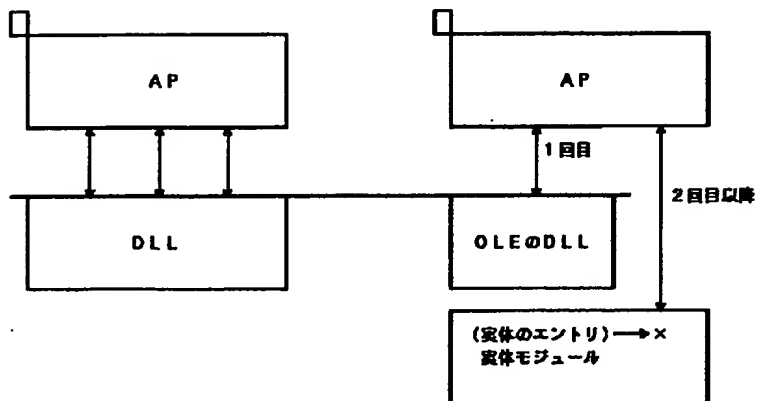 AP
AP
1回目
2回目以降
DLL
OLEのDLL
(実体のエントリ)→×
実体モジュール